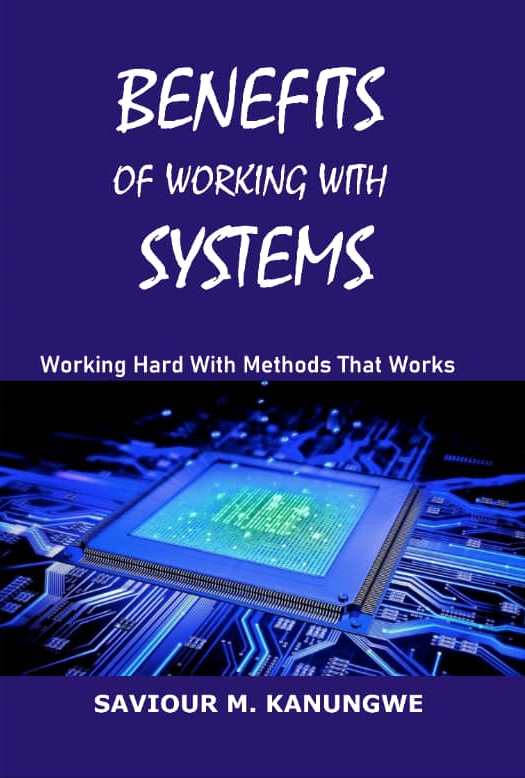 BENEFITS
OF WORKING WITH
SYSTEMS
Working Hard With Methods That Works
SAVIOUR M. KANUNGWE